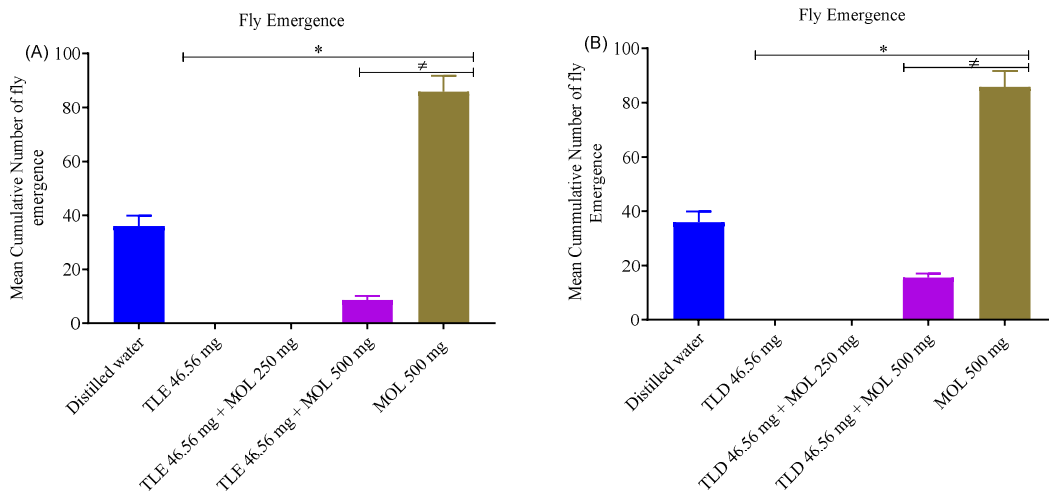 Fly Emergence
(A)
*
≠
Mean Cumulative Number of fly
emergence
100
80
60
40
20
0
Distilled water
TLE 46.56 mg
TLE 46.56 mg + MOL 250 mg
TLE 46.56 mg + MOL 500 mg
MOL 500 mg
Fly Emergence
(B)
*
≠
Mean Cummulative Number of fly
Emergence
100
80
60
40
20
0
Distilled water
TLD 46.56 mg
TLD 46.56 mg + MOL 250 mg
TLD 46.56 mg + MOL 500 mg
MOL 500 mg